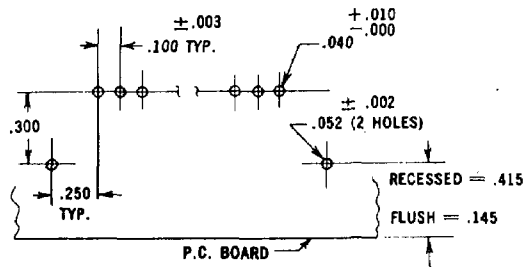 ± .003
.100 TYP.
+ .010
− .000
.040
.300
± .002
.052 (2 HOLES)
.250
TYP.
RECESSED = .415
FLUSH = .145
P.C. BOARD